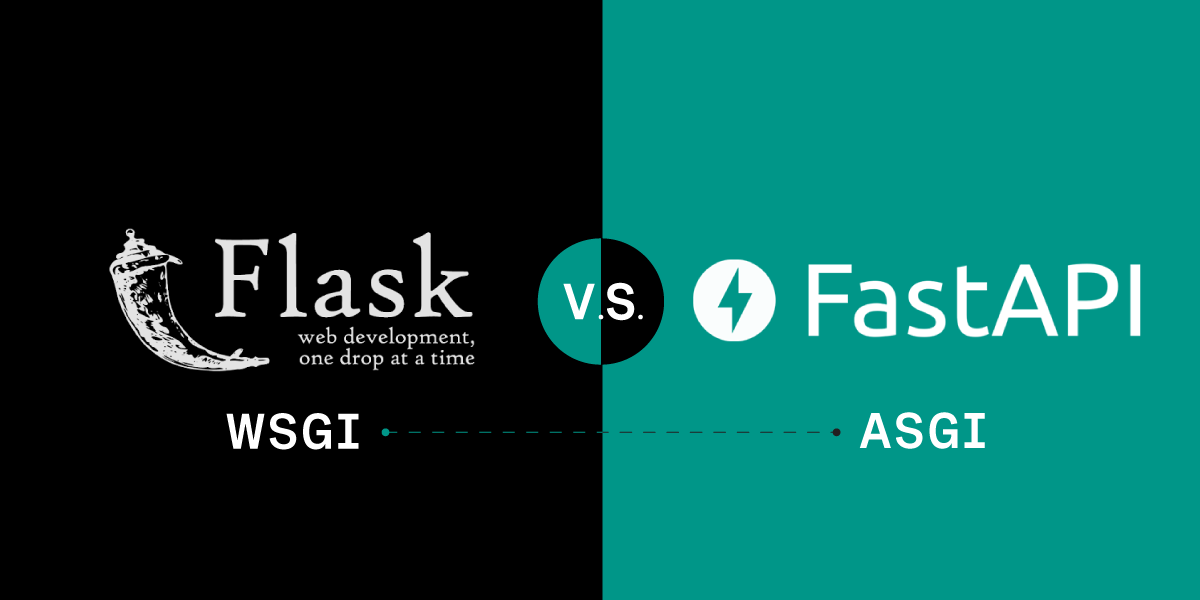 Flask
web development,
one drop at a time
V.S.
FastAPI
WSGI
ASGI